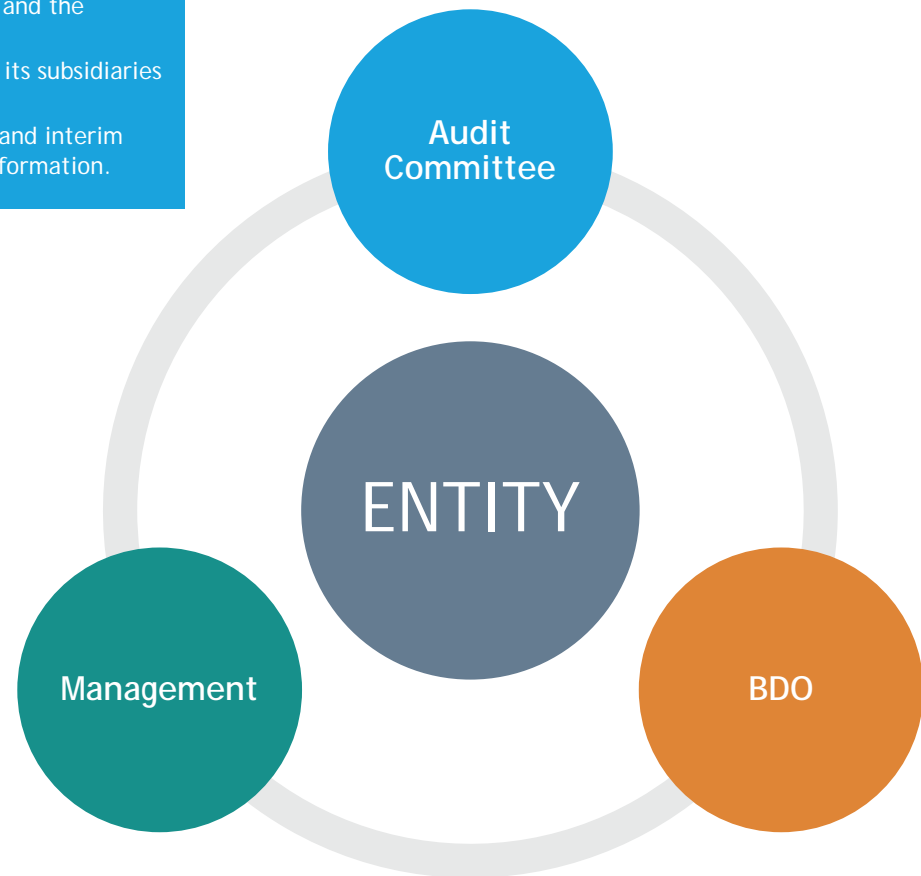 and the
its subsidiaries
and interim
formation.
Audit
Committee
ENTITY
Management
BDO